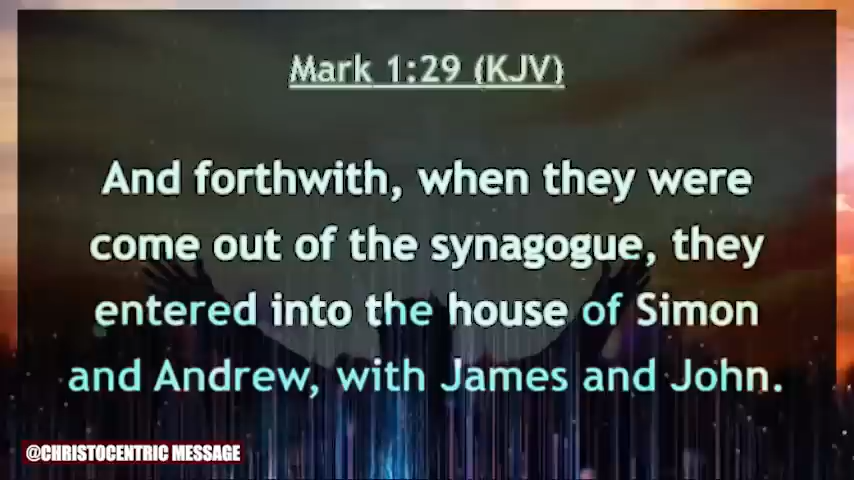 Mark 1:29 (KJV)
And forthwith, when they were
come out of the synagogue, they
entered into the house of Simon
and Andrew, with James and John.
@CHRISTOCENTRIC MESSAGE